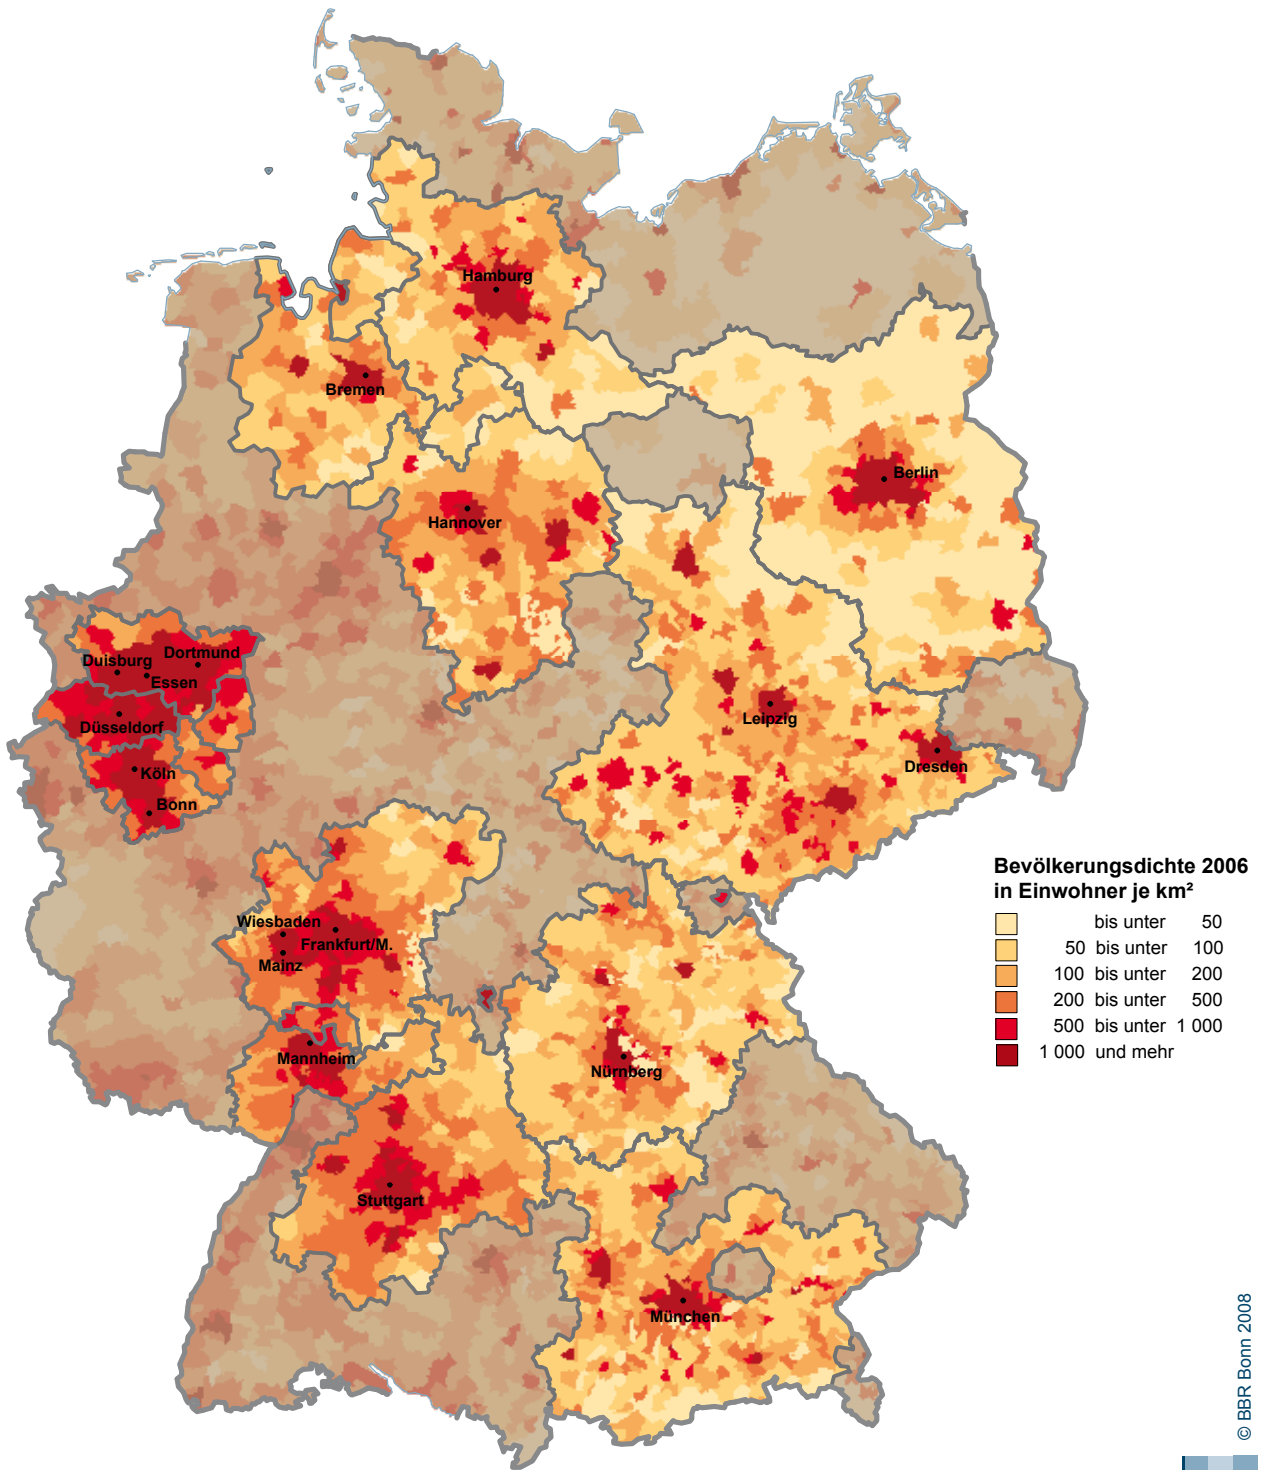 Hamburg
Bremen
Berlin
Hannover
Dortmund
Duisburg
Essen
Düsseldorf
Leipzig
Dresden
Köln
Bonn
Wiesbaden
Frankfurt/M.
Mainz
Mannheim
Nürnberg
Stuttgart
München
Bevölkerungsdichte 2006
in Einwohner je km²
bis unter 50
50 bis unter 100
100 bis unter 200
200 bis unter 500
500 bis unter 1 000
1 000 und mehr
© BBR Bonn 2008